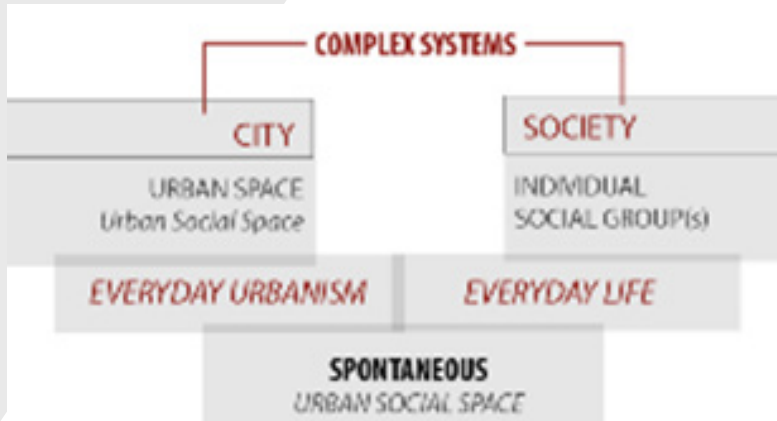 COMPLEX SYSTEMS
CITY
URBAN SPACE
Urban Social Space
SOCIETY
INDIVIDUAL
SOCIAL GROUP(s)
EVERYDAY URBANISM
EVERYDAY LIFE
SPONTANEOUS
URBAN SOCIAL SPACE